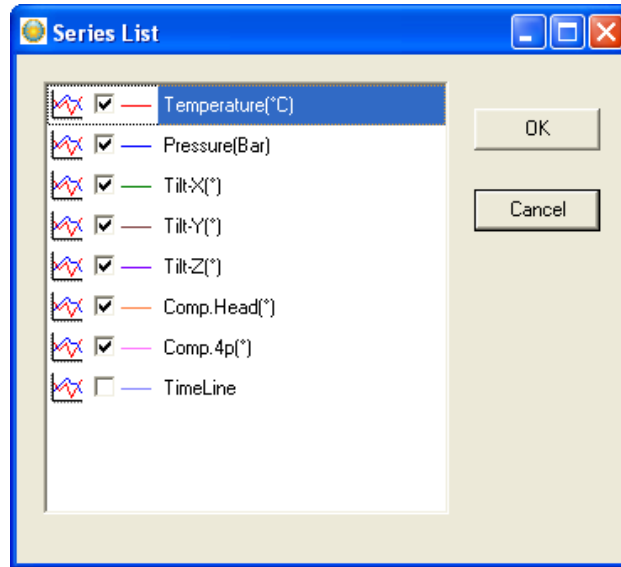 Series List
Temperature(°C)
Pressure(Bar)
Tilt-X(°)
Tilt-Y(°)
Tilt-Z(°)
Comp.Head(°)
Comp.4p(°)
TimeLine
OK
Cancel